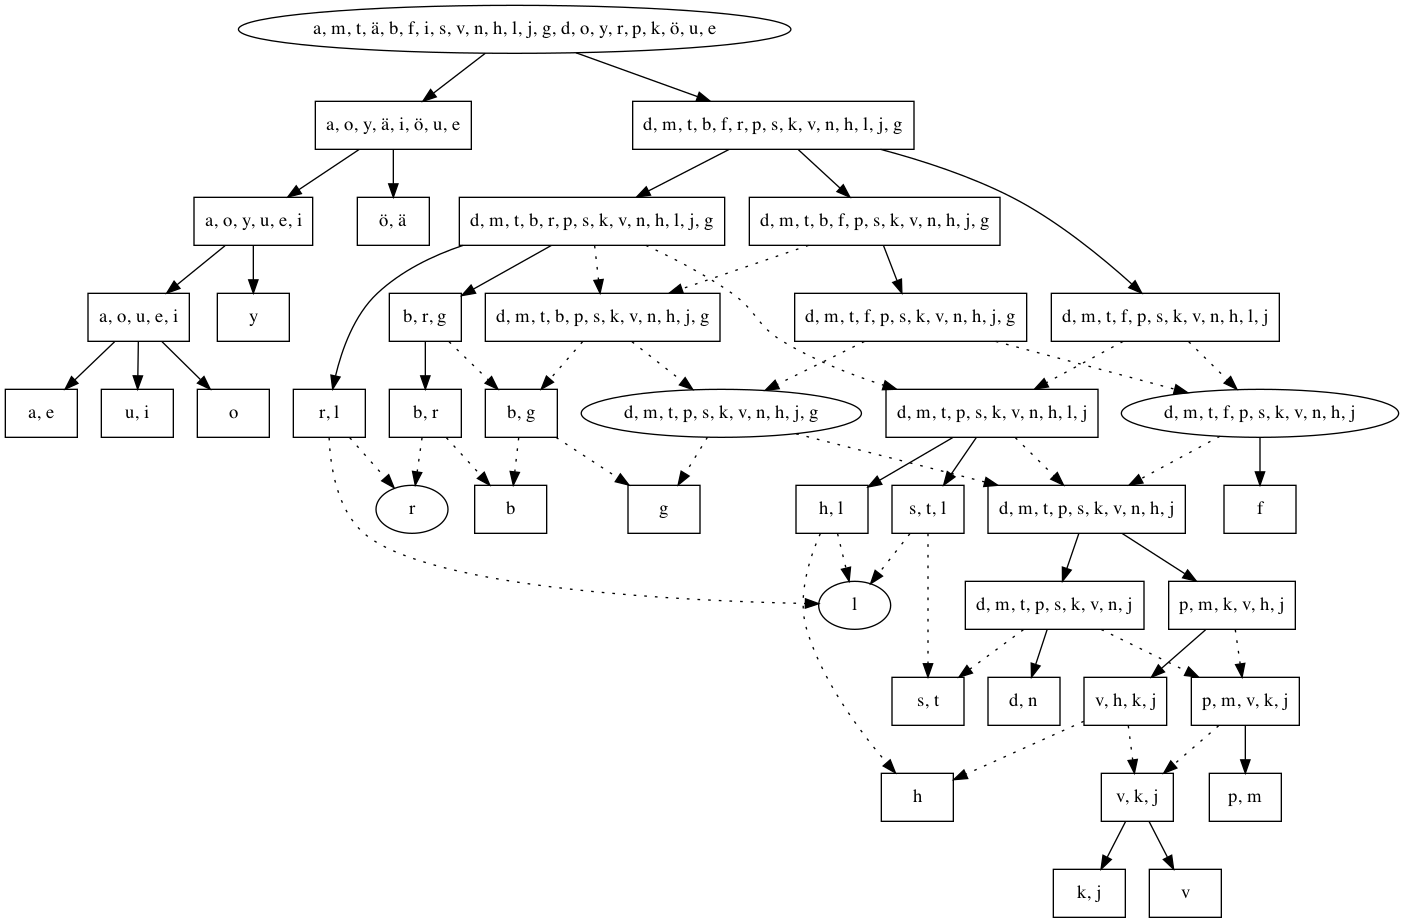 a, m, t, ä, b, f, i, s, v, n, h, l, j, g, d, o, y, r, p, k, ö, u, e
a, o, y, ä, i, ö, u, e
d, m, t, b, f, r, p, s, k, v, n, h, l, j, g
a, o, y, u, e, i
ö, ä
d, m, t, b, r, p, s, k, v, n, h, l, j, g
d, m, t, b, f, p, s, k, v, n, h, j, g
a, o, u, e, i
y
b, r, g
d, m, t, b, p, s, k, v, n, h, j, g
d, m, t, f, p, s, k, v, n, h, j, g
d, m, t, f, p, s, k, v, n, h, l, j
a, e
u, i
o
r, l
b, r
b, g
d, m, t, p, s, k, v, n, h, j, g
d, m, t, p, s, k, v, n, h, l, j
d, m, t, f, p, s, k, v, n, h, j
r
b
g
h, l
s, t, l
d, m, t, p, s, k, v, n, h, j
f
l
d, m, t, p, s, k, v, n, j
p, m, k, v, h, j
s, t
d, n
v, h, k, j
p, m, v, k, j
h
v, k, j
p, m
k, j
v